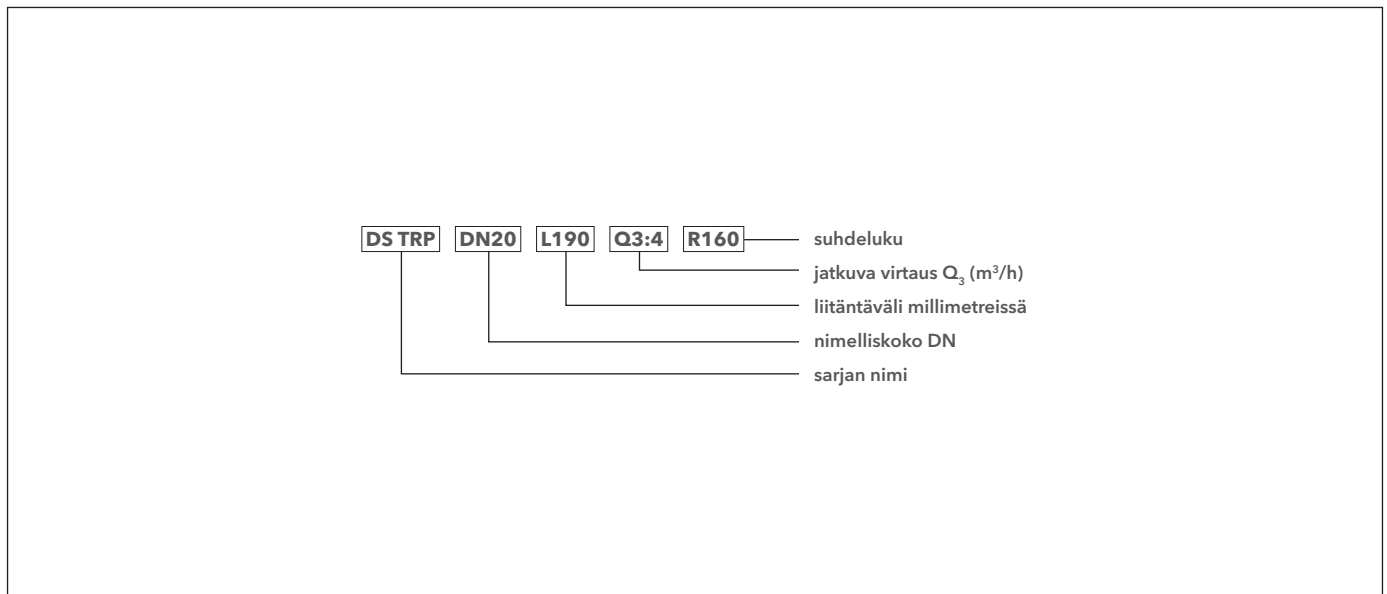 DS TRP DN20 L190 Q3:4 R160 suhdeluku
jatkuva virtaus Q₃ (m³/h)
liitäntäväli millimetreissä
nimelliskoko DN
sarjan nimi